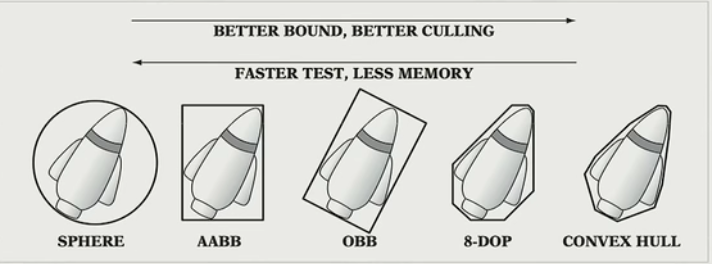 BETTER BOUND, BETTER CULLING
FASTER TEST, LESS MEMORY
SPHERE AABB OBB 8-DOP CONVEX HULL